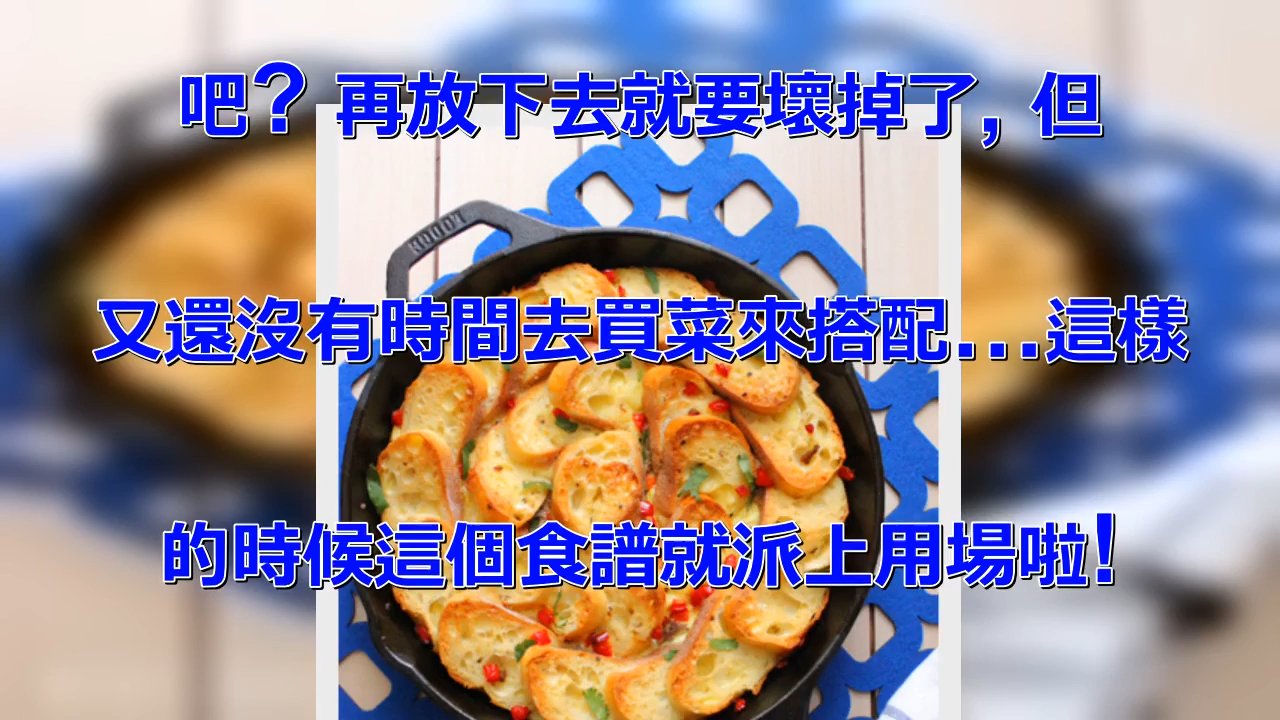 吧？再放下去就要壞掉了，但
又還沒有時間去買菜來搭配...這樣
的時候這個食譜就派上用場啦！